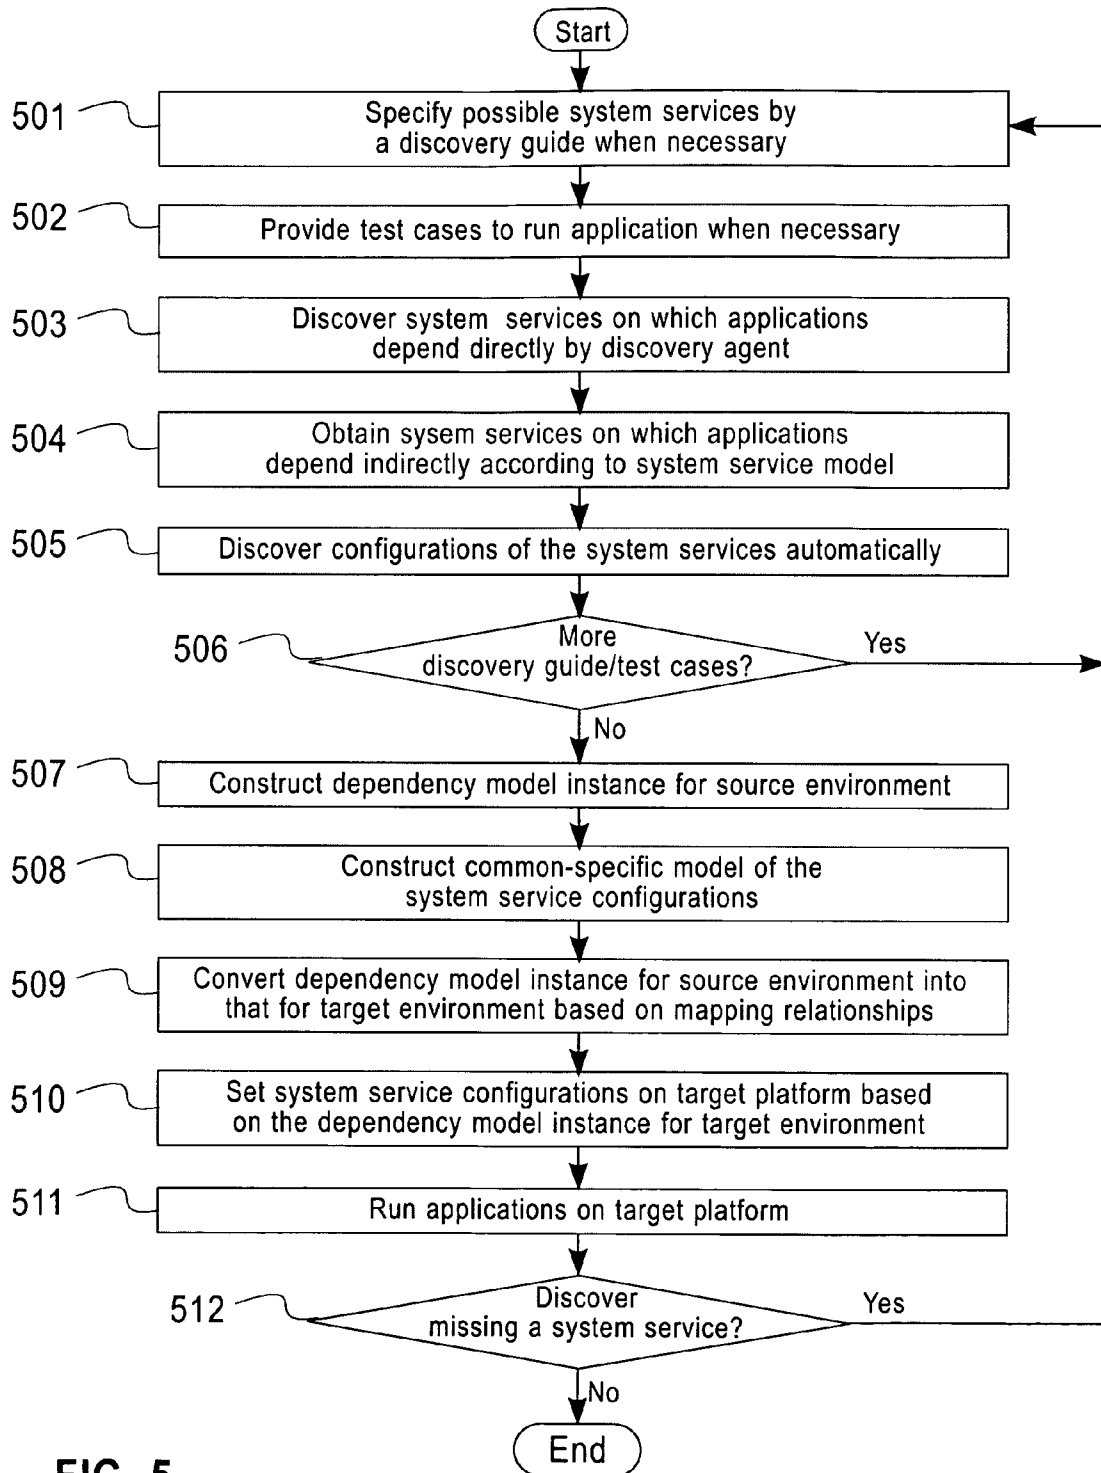 Start
501
Specify possible system services by
a discovery guide when necessary
502
Provide test cases to run application when necessary
503
Discover system services on which applications
depend directly by discovery agent
504
Obtain sysem services on which applications
depend indirectly according to system service model
505
Discover configurations of the system services automatically
506
More
discovery guide/test cases?
Yes
No
507
Construct dependency model instance for source environment
508
Construct common-specific model of the
system service configurations
509
Convert dependency model instance for source environment into
that for target environment based on mapping relationships
510
Set system service configurations on target platform based
on the dependency model instance for target environment
511
Run applications on target platform
512
Discover
missing a system service?
Yes
No
End
FIG. 5